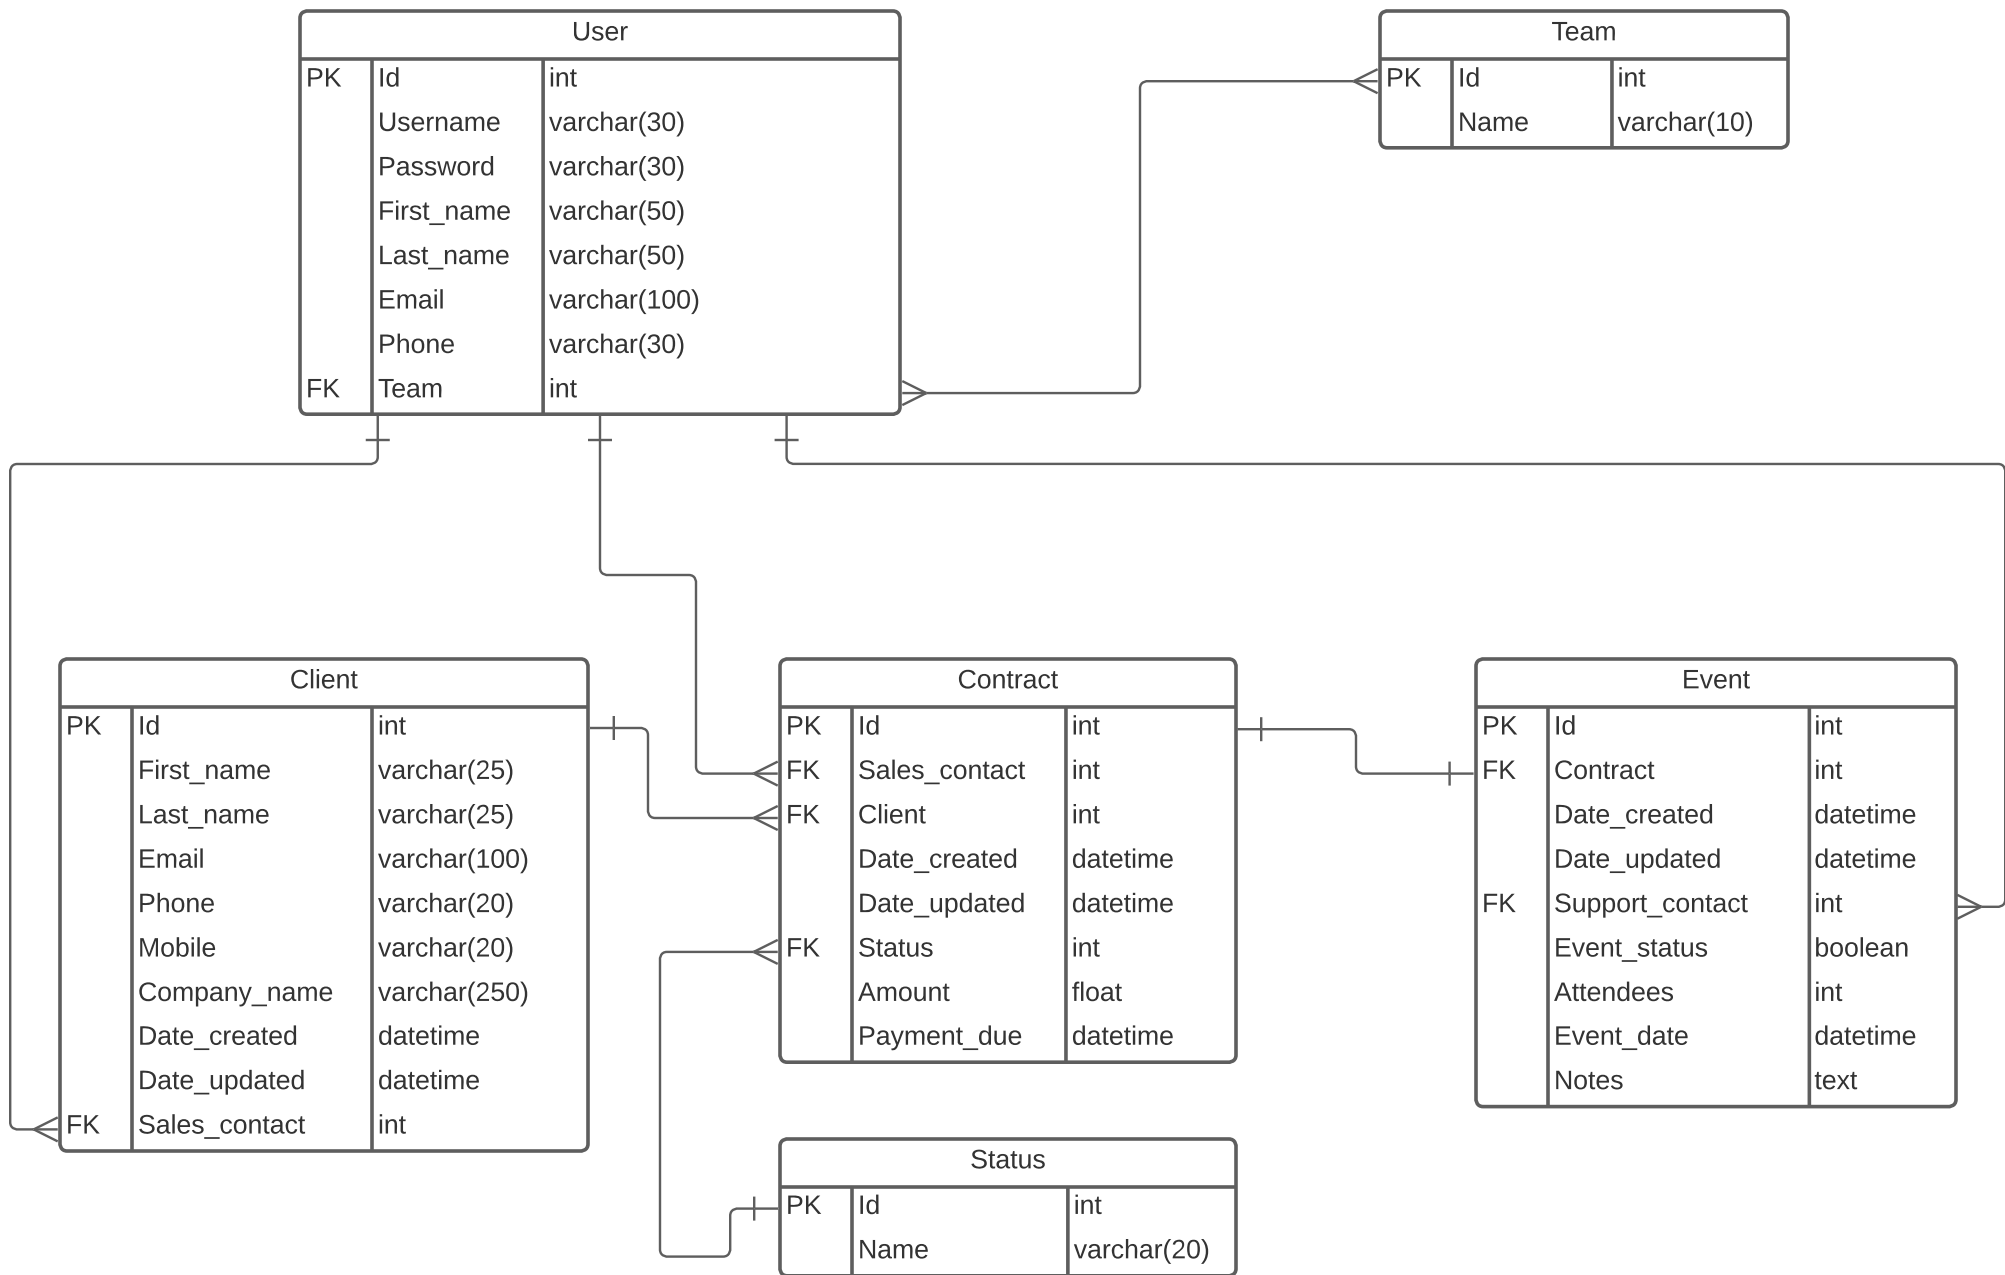 User
PK Id int
Username varchar(30)
Password varchar(30)
First_name varchar(50)
Last_name varchar(50)
Email varchar(100)
Phone varchar(30)
FK Team int
Team
PK Id int
Name varchar(10)
Client
PK Id int
First_name varchar(25)
Last_name varchar(25)
Email varchar(100)
Phone varchar(20)
Mobile varchar(20)
Company_name varchar(250)
Date_created datetime
Date_updated datetime
FK Sales_contact int
Contract
PK Id int
FK Sales_contact int
FK Client int
Date_created datetime
Date_updated datetime
FK Status int
Amount float
Payment_due datetime
Event
PK Id int
FK Contract int
Date_created datetime
Date_updated datetime
FK Support_contact int
Event_status boolean
Attendees int
Event_date datetime
Notes text
Status
PK Id int
Name varchar(20)